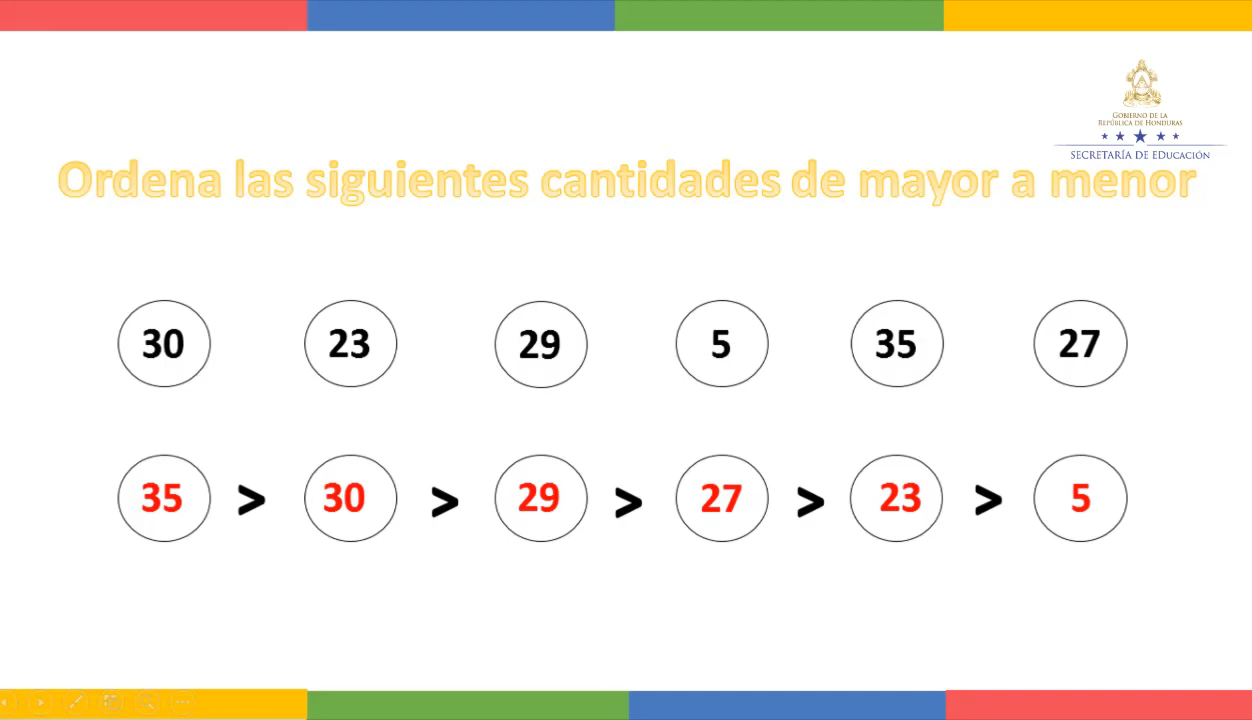 GOBIERNO DE LA
REPÚBLICA DE HONDURAS
SECRETARÍA DE EDUCACIÓN
Ordena las siguientes cantidades de mayor a menor
30 23 29 5 35 27
35 > 30 > 29 > 27 > 23 > 5